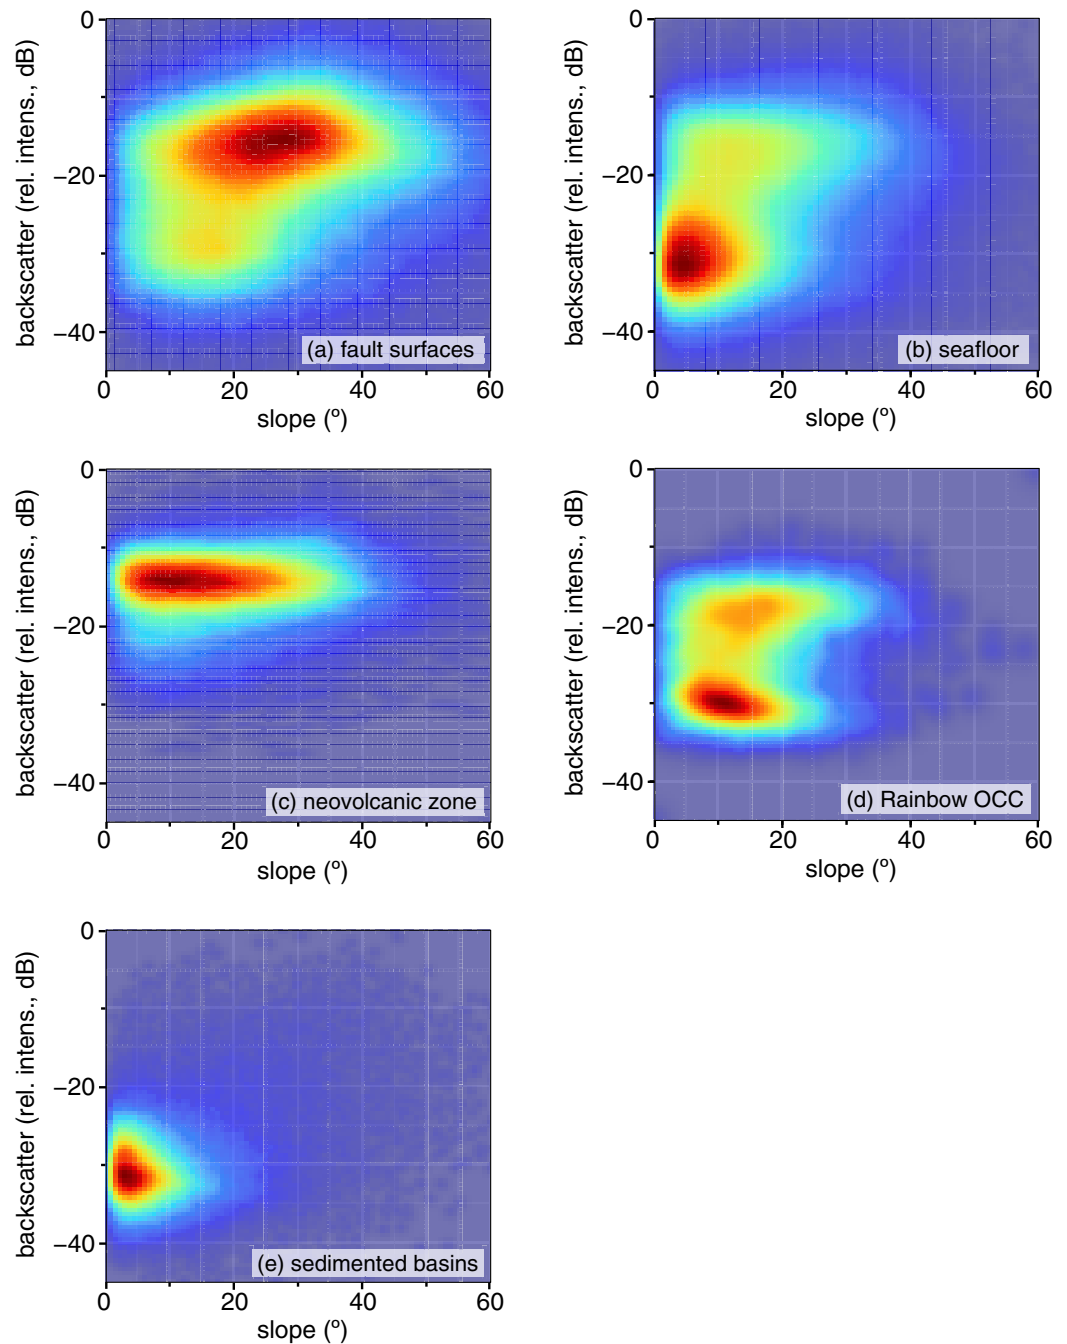 0
−20
−40
backscatter (rel. intens., dB)
(a) fault surfaces
0 20 40 60
slope (º)
0
−20
−40
backscatter (rel. intens., dB)
(b) seafloor
0 20 40 60
slope (º)
0
−20
−40
backscatter (rel. intens., dB)
(c) neovolcanic zone
0 20 40 60
slope (º)
0
−20
−40
backscatter (rel. intens., dB)
(d) Rainbow OCC
0 20 40 60
slope (º)
0
−20
−40
backscatter (rel. intens., dB)
(e) sedimented basins
0 20 40 60
slope (º)